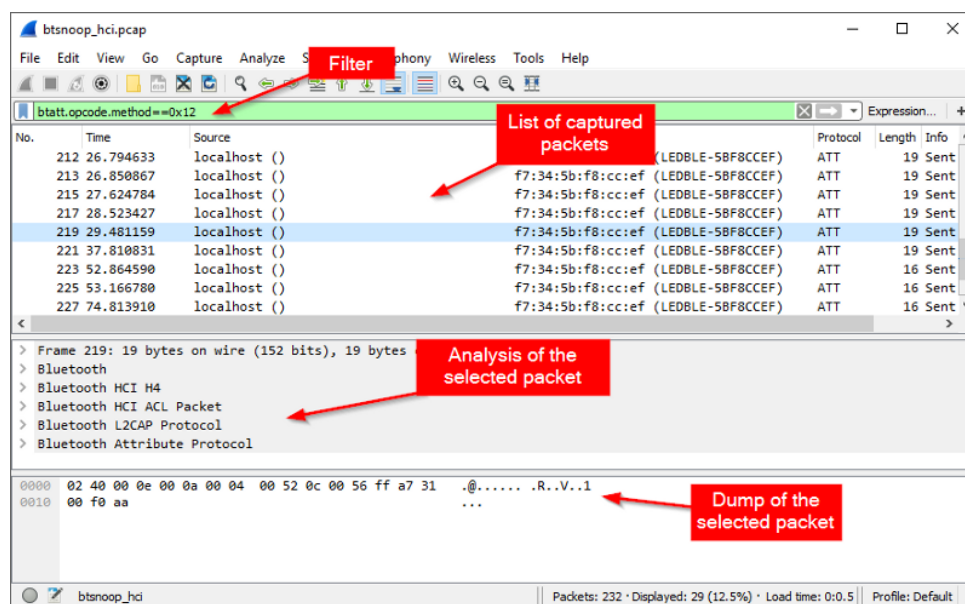 btsnoop_hci.pcap
File Edit View Go Capture Analyze S Filter phony Wireless Tools Help
btatt.opcode.method==0x12 Expression... +
List of captured packets
No. Time Source Protocol Length Info
212 26.794633 localhost () (LEDBLE-5BF8CCEF) ATT 19 Sent
213 26.850867 localhost () f7:34:5b:f8:cc:ef (LEDBLE-5BF8CCEF) ATT 19 Sent
215 27.624784 localhost () f7:34:5b:f8:cc:ef (LEDBLE-5BF8CCEF) ATT 19 Sent
217 28.523427 localhost () f7:34:5b:f8:cc:ef (LEDBLE-5BF8CCEF) ATT 19 Sent
219 29.481159 localhost () f7:34:5b:f8:cc:ef (LEDBLE-5BF8CCEF) ATT 19 Sent
221 37.810831 localhost () f7:34:5b:f8:cc:ef (LEDBLE-5BF8CCEF) ATT 19 Sent
223 52.864590 localhost () f7:34:5b:f8:cc:ef (LEDBLE-5BF8CCEF) ATT 16 Sent
225 53.166780 localhost () f7:34:5b:f8:cc:ef (LEDBLE-5BF8CCEF) ATT 16 Sent
227 74.813910 localhost () f7:34:5b:f8:cc:ef (LEDBLE-5BF8CCEF) ATT 16 Sent
> Frame 219: 19 bytes on wire (152 bits), 19 bytes
> Bluetooth
> Bluetooth HCI H4
> Bluetooth HCI ACL Packet
> Bluetooth L2CAP Protocol
> Bluetooth Attribute Protocol
Analysis of the
selected packet
0000 02 40 00 0e 00 0a 00 04 00 52 0c 00 56 ff a7 31 .@...... .R..V..1
0010 00 f0 aa ...
Dump of the
selected packet
btsnoop_hci Packets: 232 · Displayed: 29 (12.5%) · Load time: 0:0.5 Profile: Default